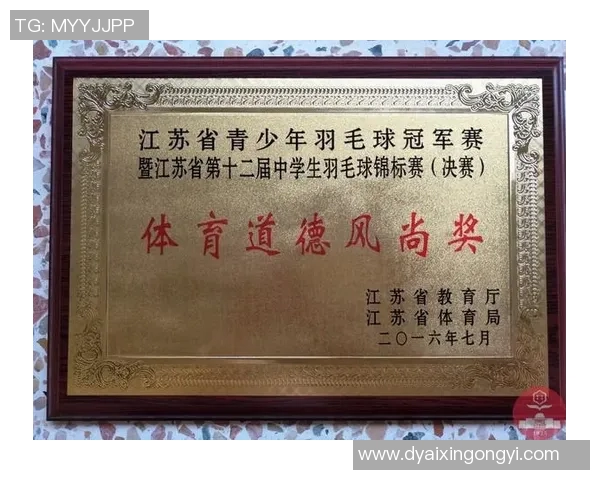 TG: MYYJJPP
江苏省青少年羽毛球冠军赛
暨江苏省第十二届中学生羽毛球锦标赛（决赛）
体育道德风尚奖
江苏省教育厅
江苏省体育局
二〇一六年七月
www.dyaixingongyi.com